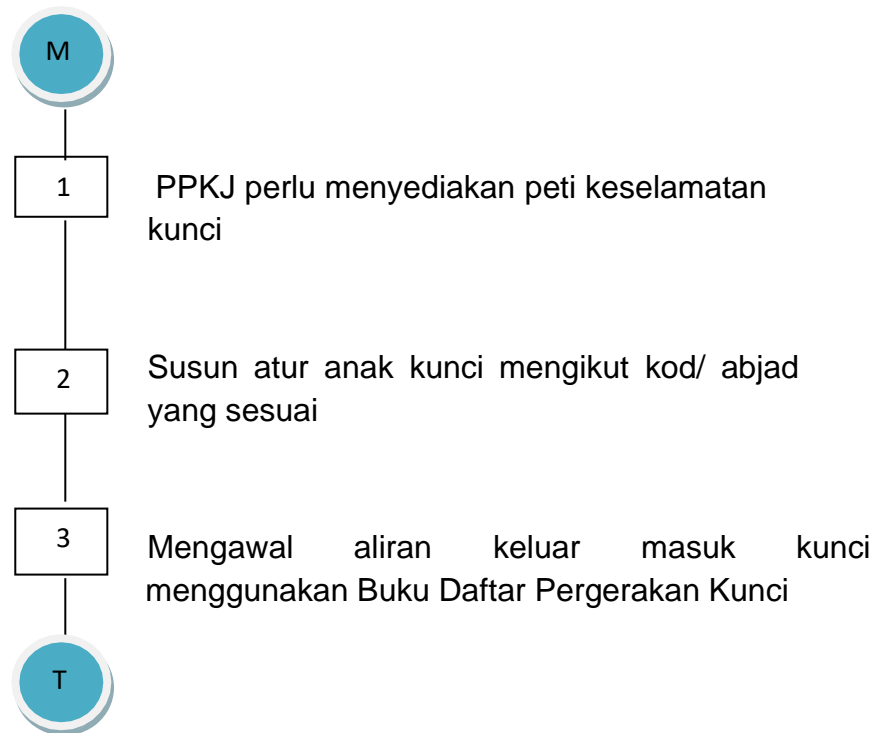 M
1
PPKJ perlu menyediakan peti keselamatan
kunci
2
Susun atur anak kunci mengikut kod/ abjad
yang sesuai
3
Mengawal aliran keluar masuk kunci
menggunakan Buku Daftar Pergerakan Kunci
T